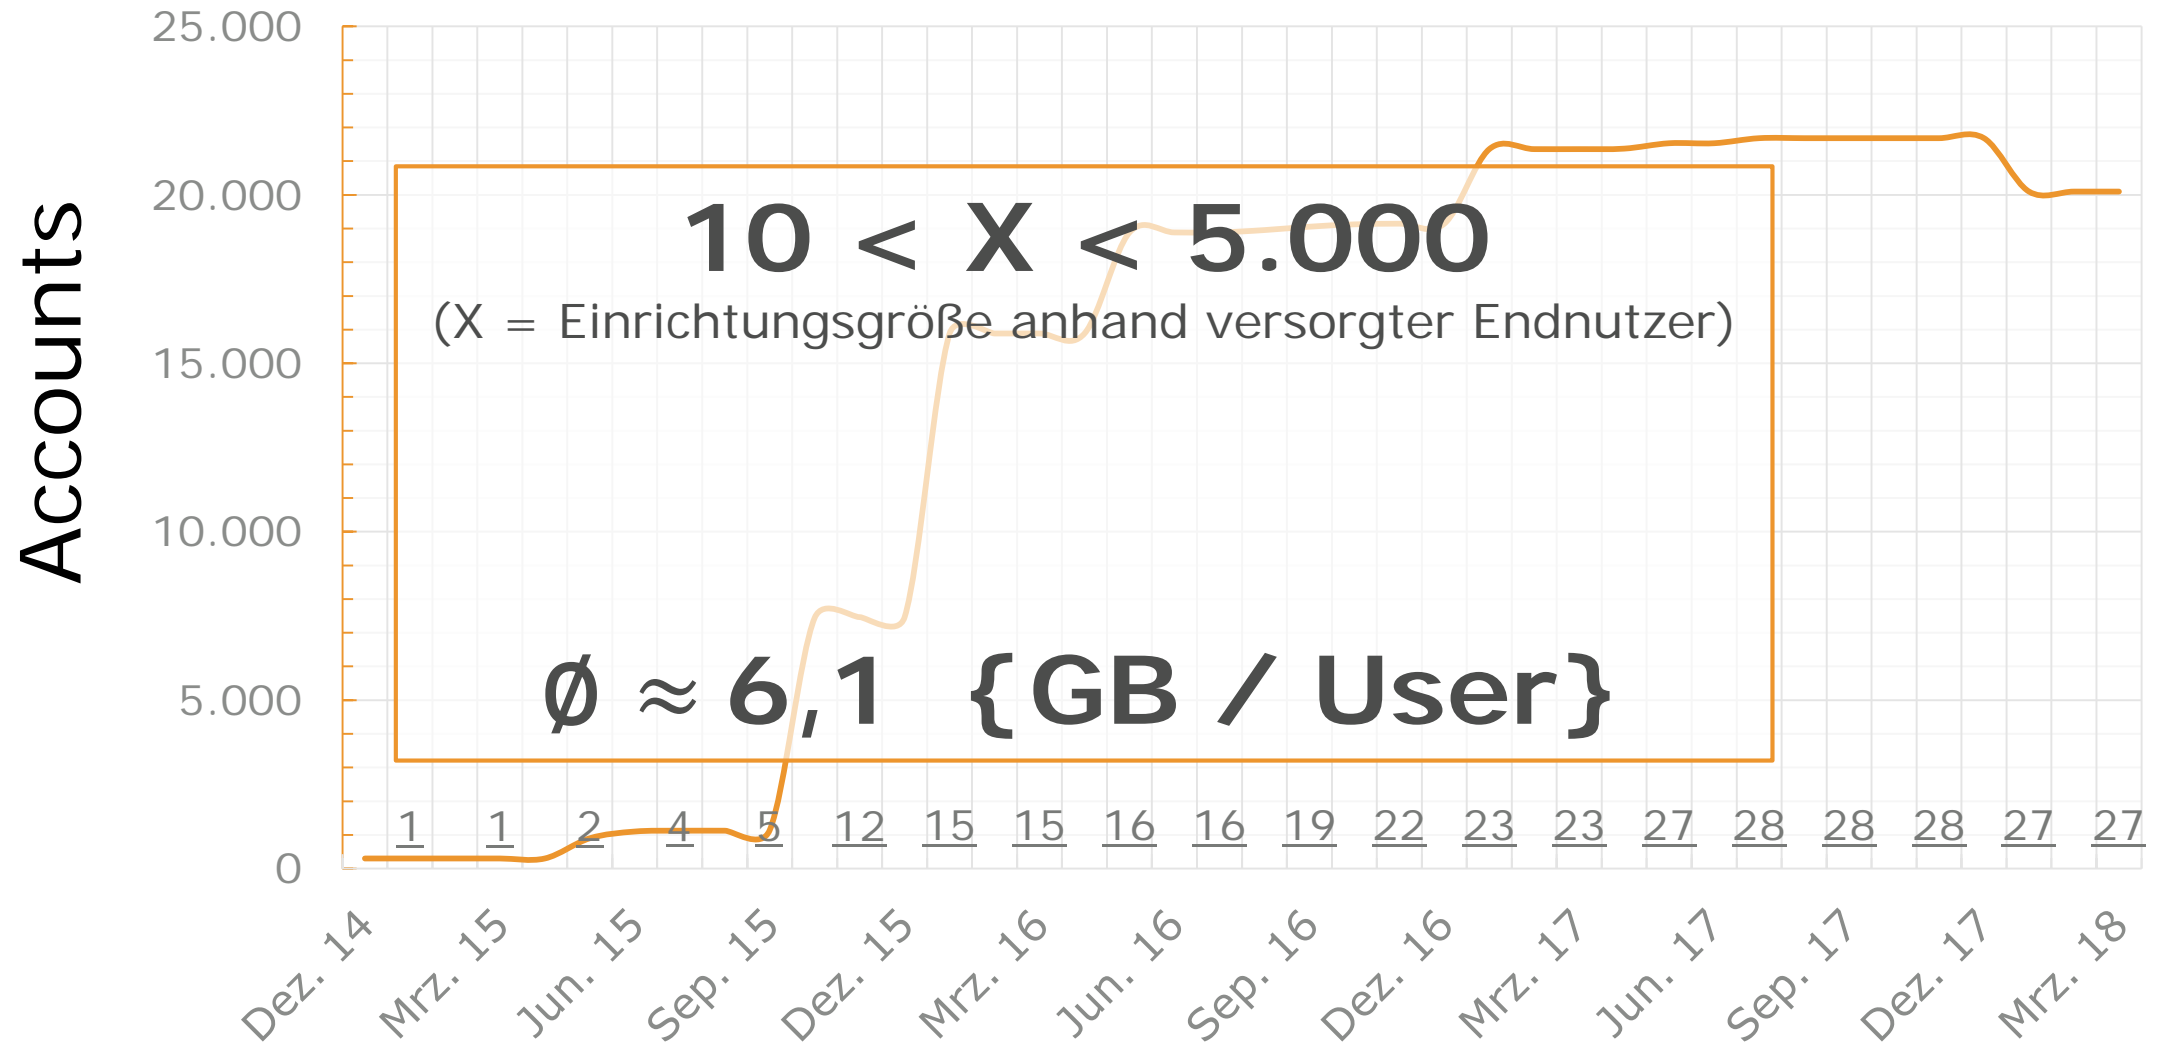 Accounts
25.000
20.000
15.000
10.000
5.000
0
10 < X < 5.000
(X = Einrichtungsgröße anhand versorgter Endnutzer)
Ø ≈ 6,1 {GB / User}
1 1 2 4 5 12 15 15 16 16 19 22 23 23 27 28 28 28 27 27
Dez. 14 Mrz. 15 Jun. 15 Sep. 15 Dez. 15 Mrz. 16 Jun. 16 Sep. 16 Dez. 16 Mrz. 17 Jun. 17 Sep. 17 Dez. 17 Mrz. 18